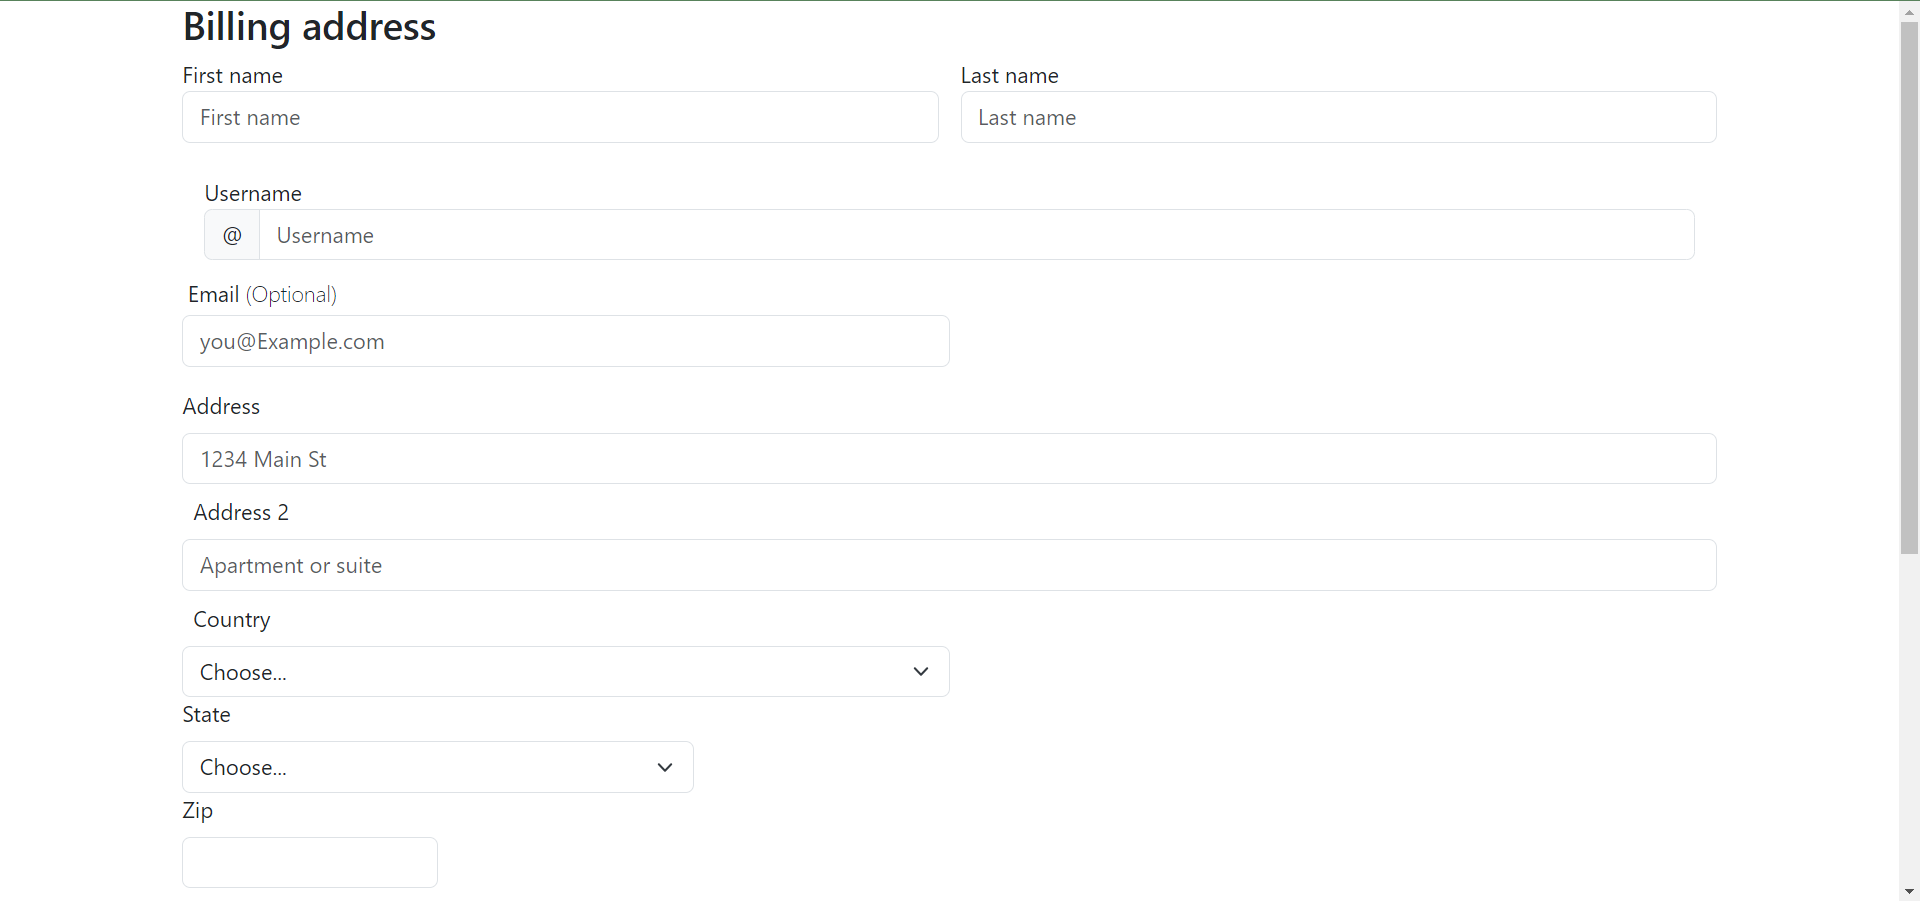 Billing address
First name Last name
First name Last name
Username
@ Username
Email (Optional)
you@Example.com
Address
1234 Main St
Address 2
Apartment or suite
Country
Choose...
State
Choose...
Zip